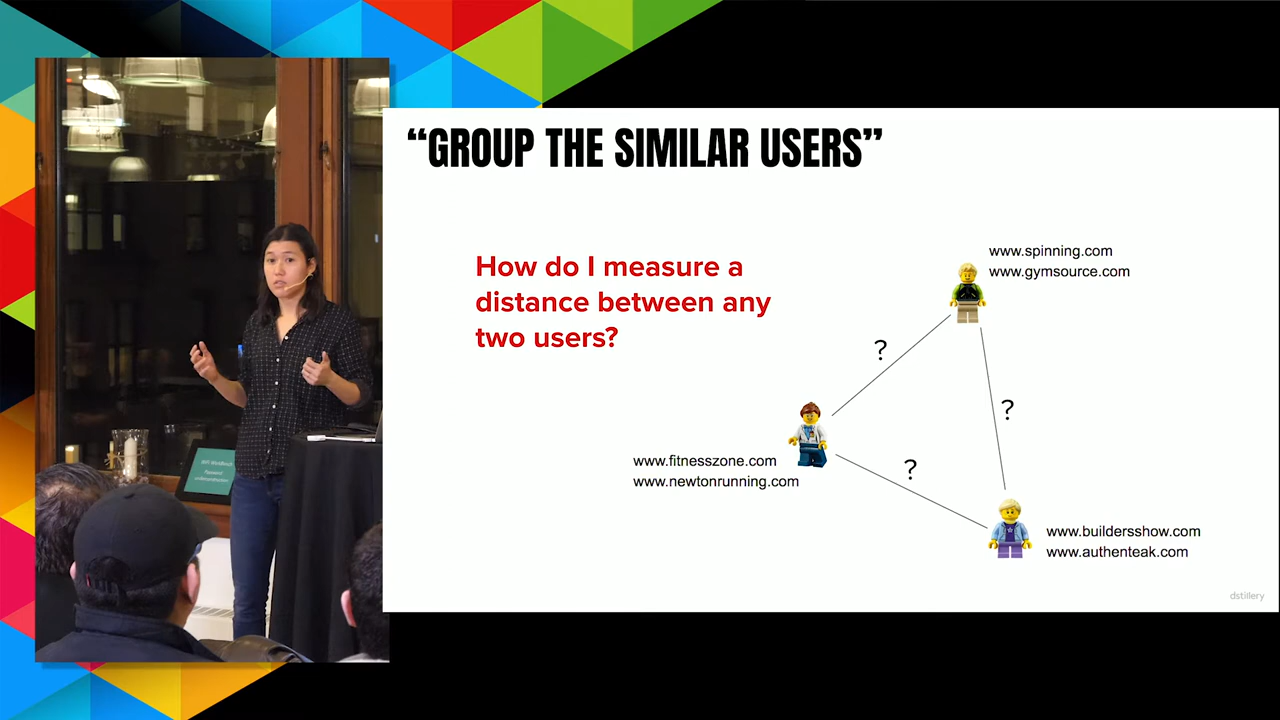 “GROUP THE SIMILAR USERS”
How do I measure a
distance between any
two users?
www.spinning.com
www.gymsource.com
?
?
?
www.fitnesszone.com
www.newtonrunning.com
www.buildersshow.com
www.authenteak.com
dstillery